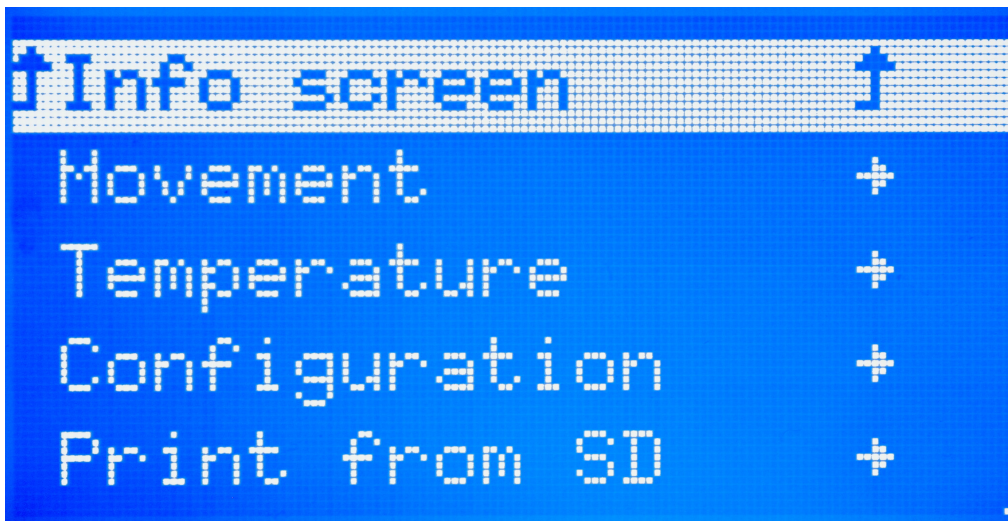 Info screen
Movement
Temperature
Configuration
Print from SD